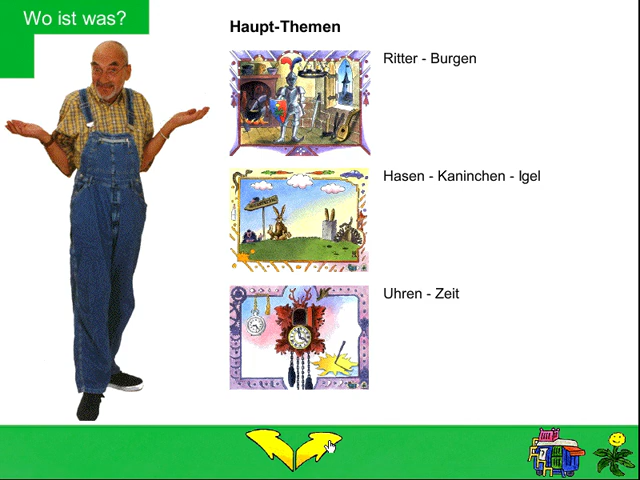 Wo ist was?
Haupt-Themen
Ritter - Burgen
Hasen - Kaninchen - Igel
Uhren - Zeit